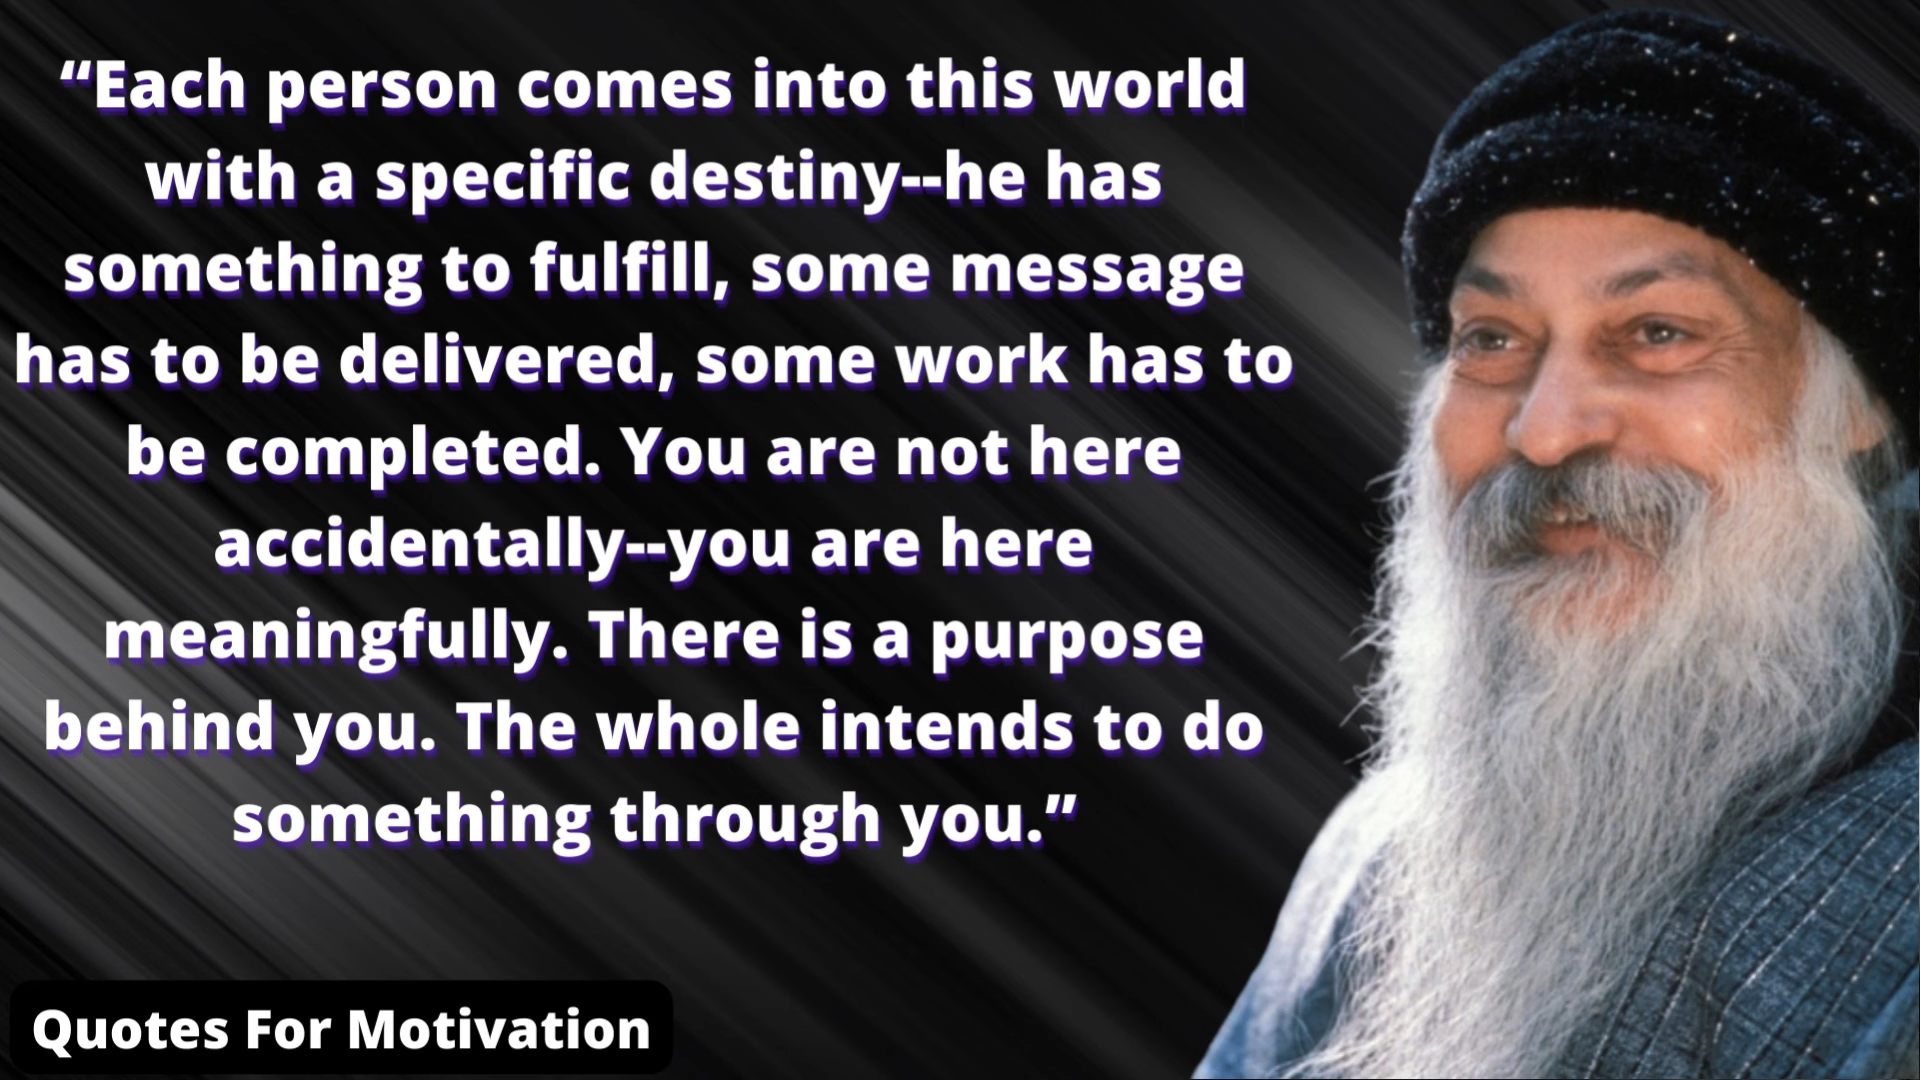 “Each person comes into this world
with a specific destiny--he has
something to fulfill, some message
has to be delivered, some work has to
be completed. You are not here
accidentally--you are here
meaningfully. There is a purpose
behind you. The whole intends to do
something through you.”
Quotes For Motivation